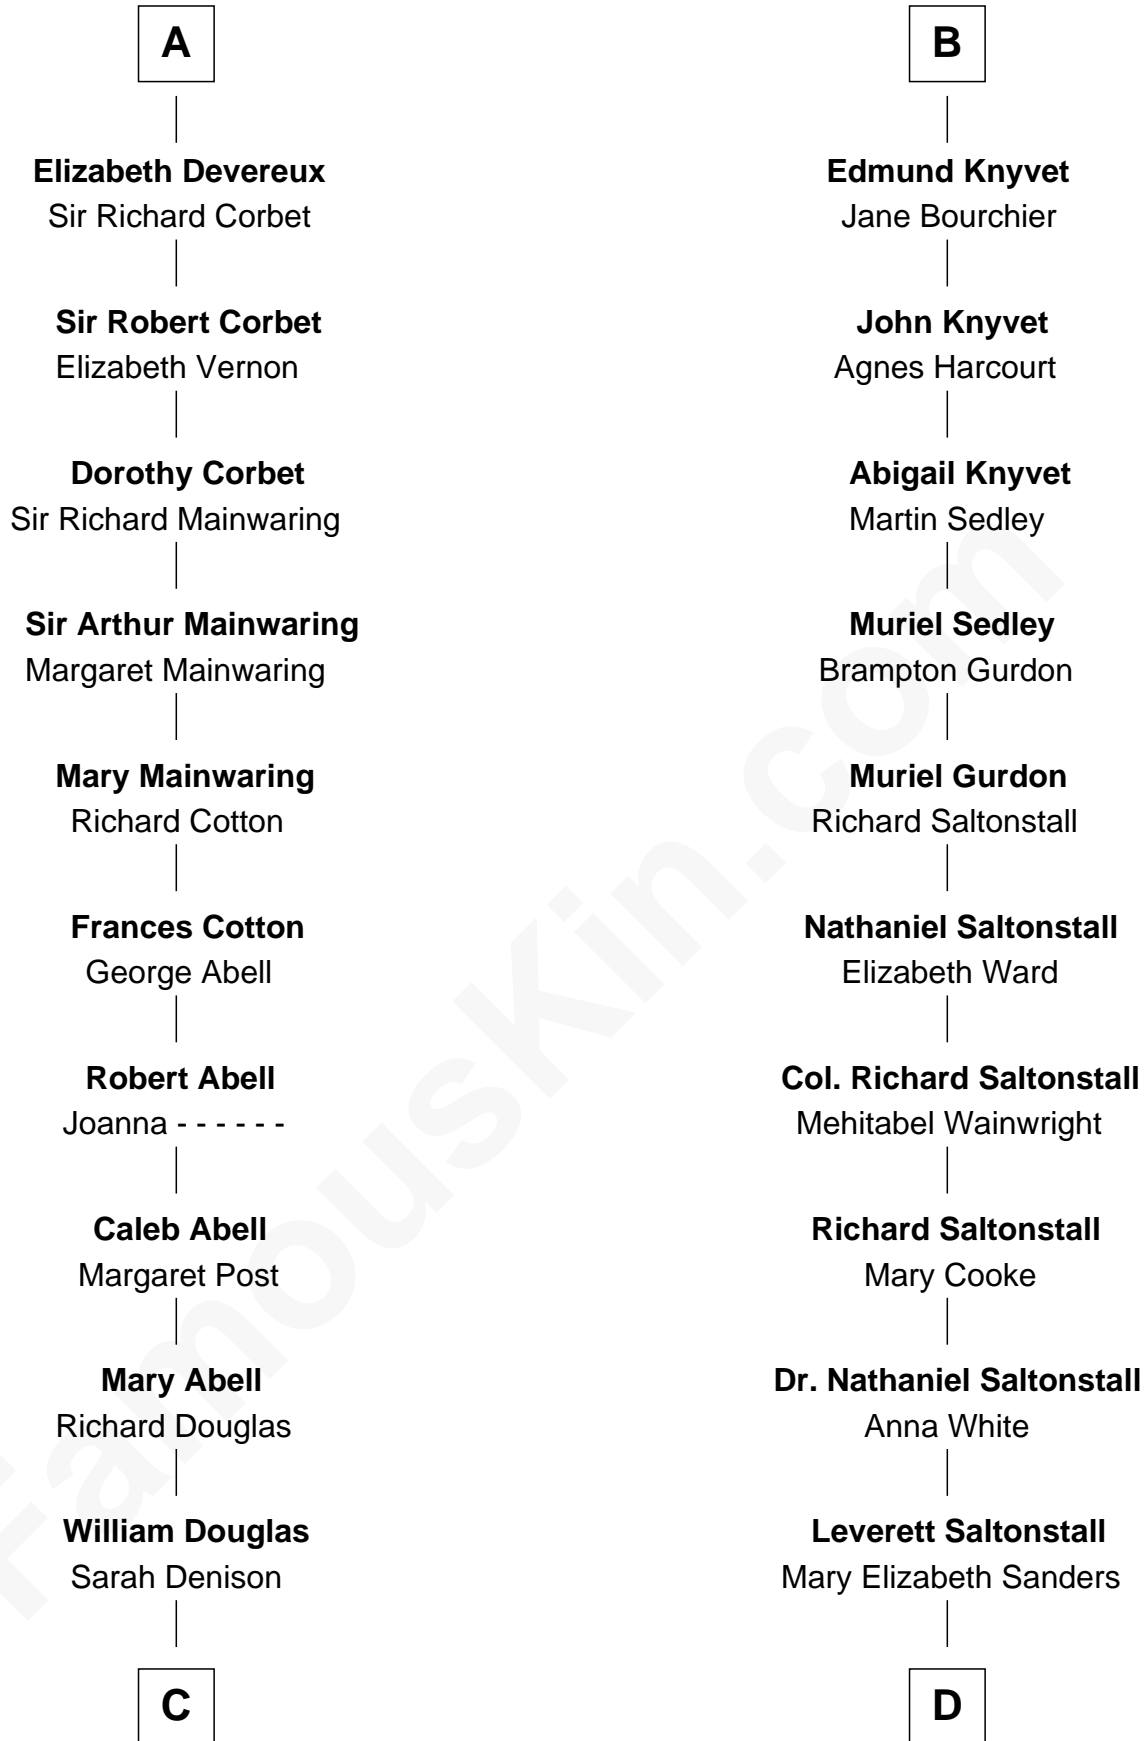 A
Elizabeth Devereux
Sir Richard Corbet
Sir Robert Corbet
Elizabeth Vernon
Dorothy Corbet
Sir Richard Mainwaring
Sir Arthur Mainwaring
Margaret Mainwaring
Mary Mainwaring
Richard Cotton
Frances Cotton
George Abell
Robert Abell
Joanna - - - - - -
Caleb Abell
Margaret Post
Mary Abell
Richard Douglas
William Douglas
Sarah Denison
C
B
Edmund Knyvet
Jane Bourchier
John Knyvet
Agnes Harcourt
Abigail Knyvet
Martin Sedley
Muriel Sedley
Brampton Gurdon
Muriel Gurdon
Richard Saltonstall
Nathaniel Saltonstall
Elizabeth Ward
Col. Richard Saltonstall
Mehitabel Wainwright
Richard Saltonstall
Mary Cooke
Dr. Nathaniel Saltonstall
Anna White
Leverett Saltonstall
Mary Elizabeth Sanders
D
FamousKin.com